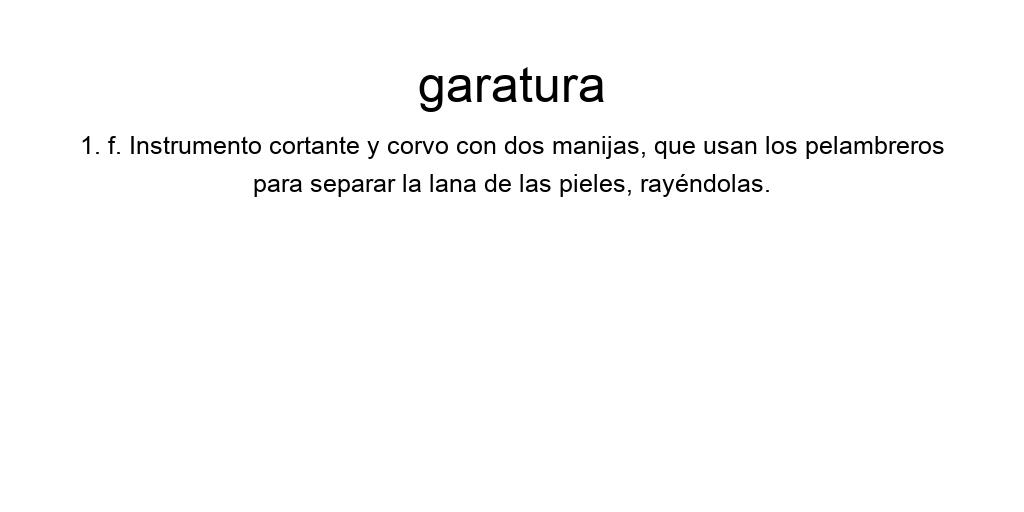 garatura
1. f. Instrumento cortante y corvo con dos manijas, que usan los pelambreros
para separar la lana de las pieles, rayéndolas.